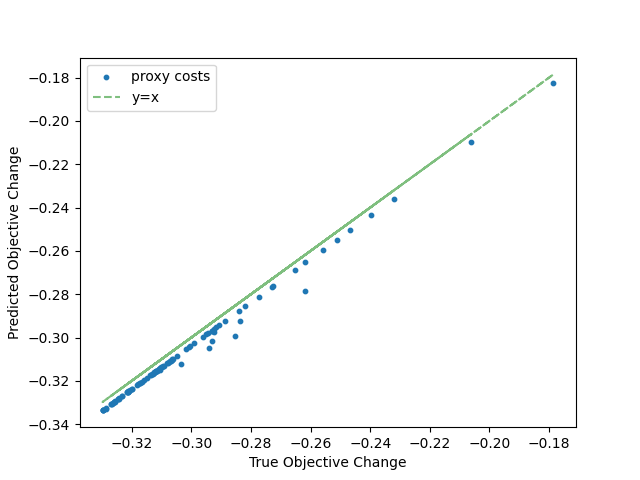 proxy costs
y=x
Predicted Objective Change
−0.18
−0.20
−0.22
−0.24
−0.26
−0.28
−0.30
−0.32
−0.34
−0.32 −0.30 −0.28 −0.26 −0.24 −0.22 −0.20 −0.18
True Objective Change